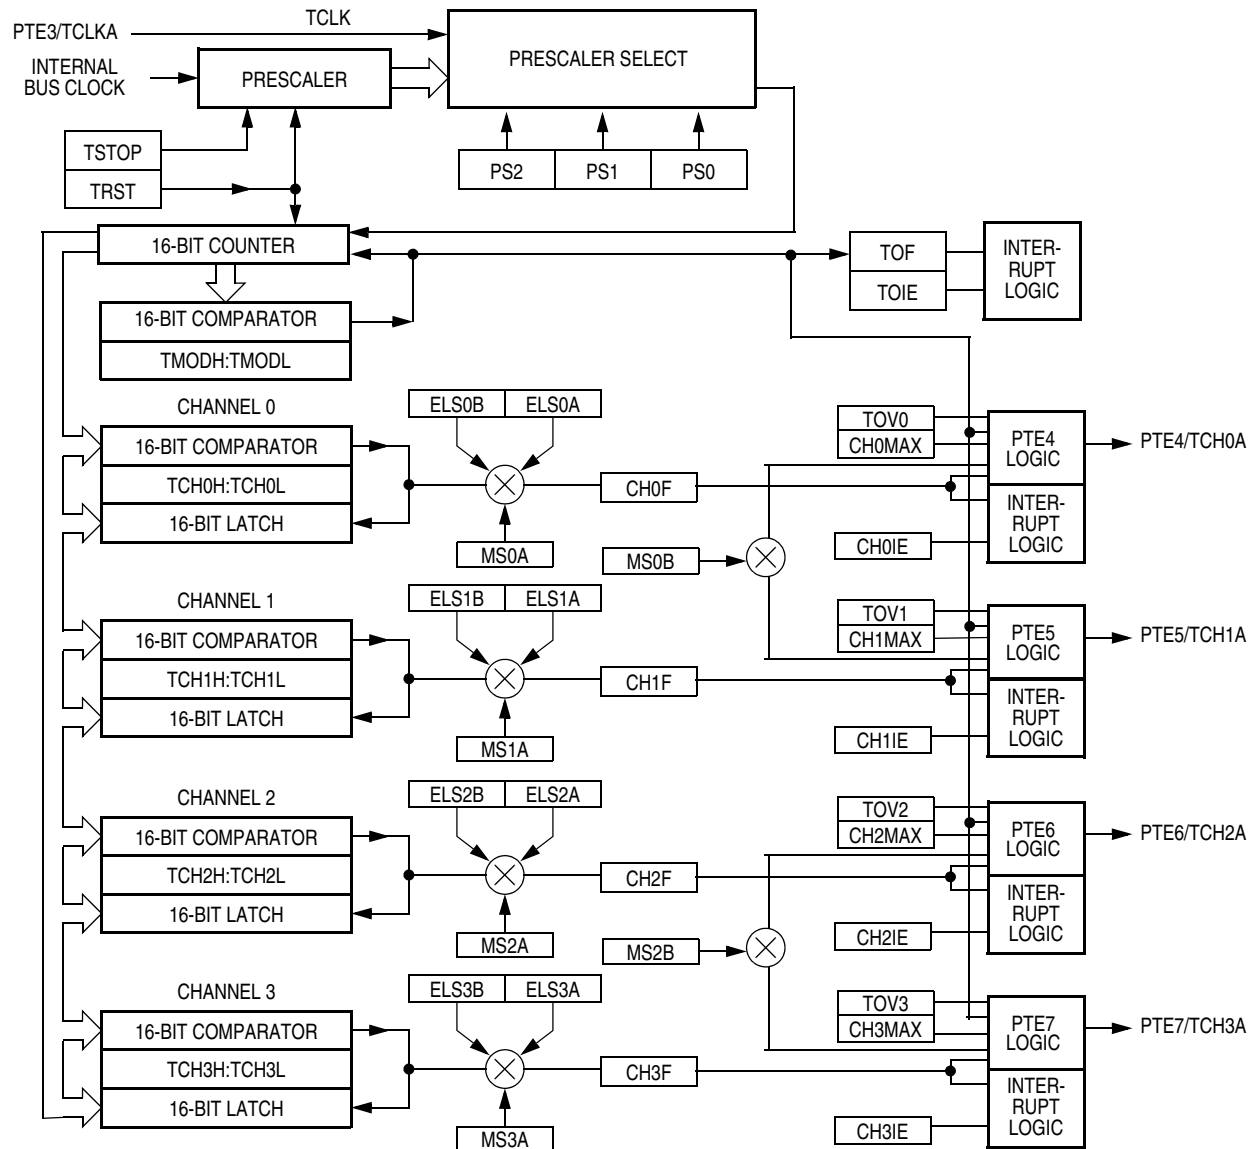 TCLK
PTE3/TCLKA
INTERNAL
BUS CLOCK
PRESCALER
PRESCALER SELECT
TSTOP
TRST
PS2
PS1
PS0
16-BIT COUNTER
TOF
TOIE
INTER-
RUPT
LOGIC
16-BIT COMPARATOR
TMODH:TMODL
CHANNEL 0
ELS0B
ELS0A
16-BIT COMPARATOR
TCH0H:TCH0L
16-BIT LATCH
CH0F
MS0A
MS0B
TOV0
CH0MAX
PTE4
LOGIC
PTE4/TCH0A
INTER-
RUPT
LOGIC
CH0IE
CHANNEL 1
ELS1B
ELS1A
16-BIT COMPARATOR
TCH1H:TCH1L
16-BIT LATCH
CH1F
MS1A
TOV1
CH1MAX
PTE5
LOGIC
PTE5/TCH1A
INTER-
RUPT
LOGIC
CH1IE
CHANNEL 2
ELS2B
ELS2A
16-BIT COMPARATOR
TCH2H:TCH2L
16-BIT LATCH
CH2F
MS2A
MS2B
TOV2
CH2MAX
PTE6
LOGIC
PTE6/TCH2A
INTER-
RUPT
LOGIC
CH2IE
CHANNEL 3
ELS3B
ELS3A
16-BIT COMPARATOR
TCH3H:TCH3L
16-BIT LATCH
CH3F
MS3A
TOV3
CH3MAX
PTE7
LOGIC
PTE7/TCH3A
INTER-
RUPT
LOGIC
CH3IE